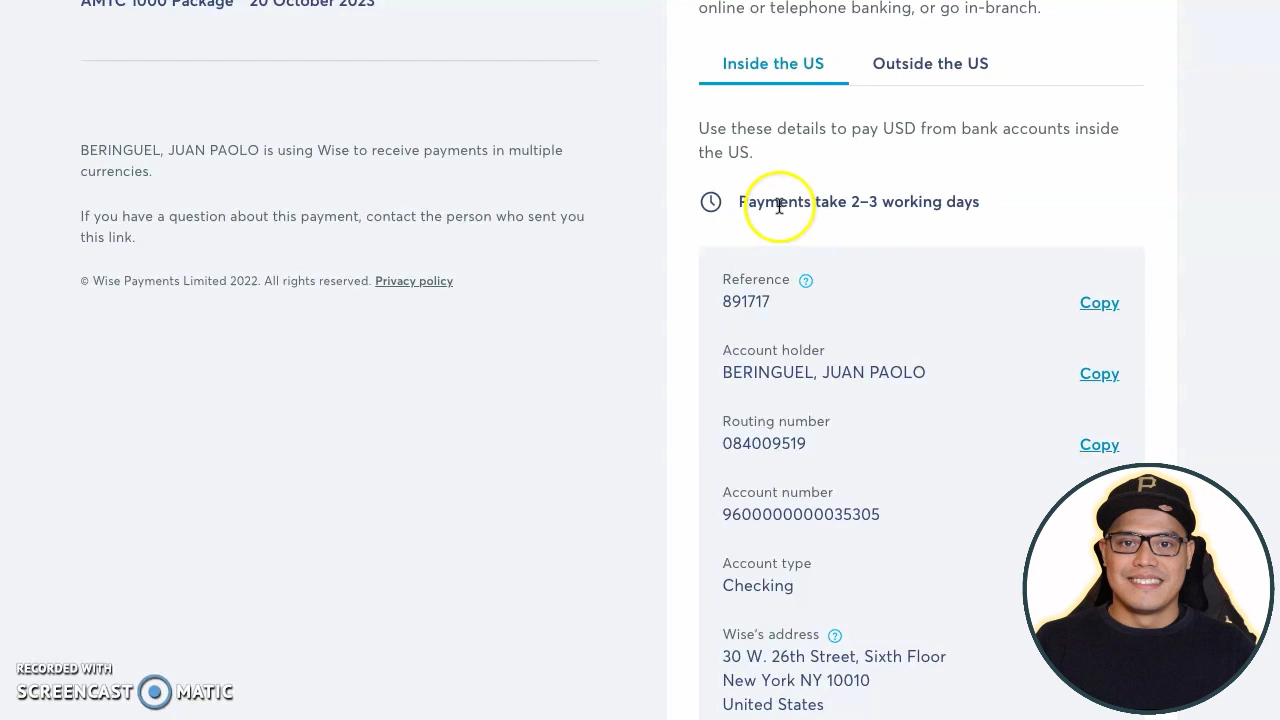 AMTC 1000 Package 20 October 2023
BERINGUEL, JUAN PAOLO is using Wise to receive payments in multiple
currencies.
If you have a question about this payment, contact the person who sent you
this link.
© Wise Payments Limited 2022. All rights reserved. Privacy policy
online or telephone banking, or go in-branch.
Inside the US Outside the US
Use these details to pay USD from bank accounts inside
the US.
Payments take 2–3 working days
Reference ?
891717 Copy
Account holder
BERINGUEL, JUAN PAOLO Copy
Routing number
084009519 Copy
Account number
9600000000035305
Account type
Checking
Wise's address ?
30 W. 26th Street, Sixth Floor
New York NY 10010
United States
P
RECORDED WITH
SCREENCAST MATIC